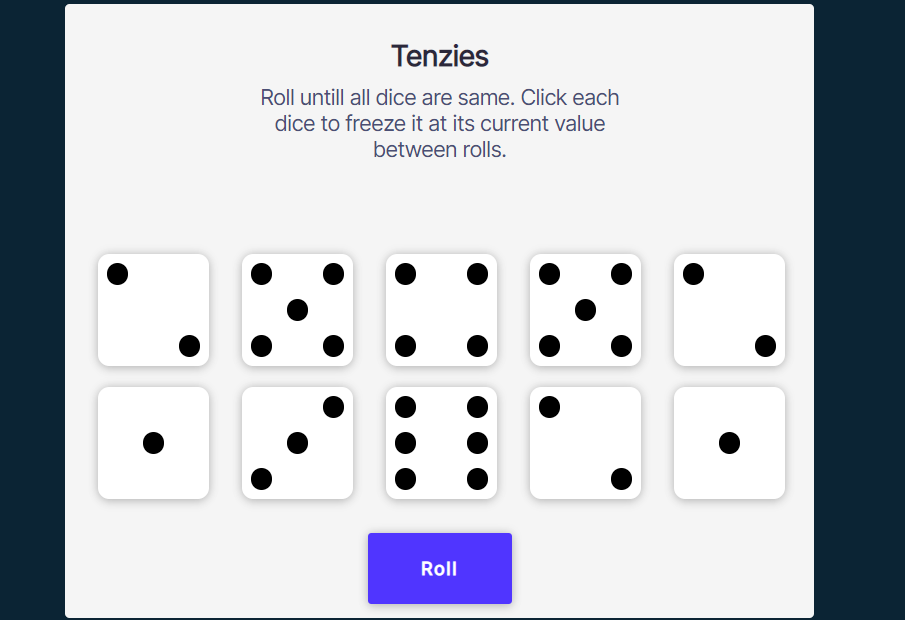 Tenzies
Roll untill all dice are same. Click each
dice to freeze it at its current value
between rolls.
Roll